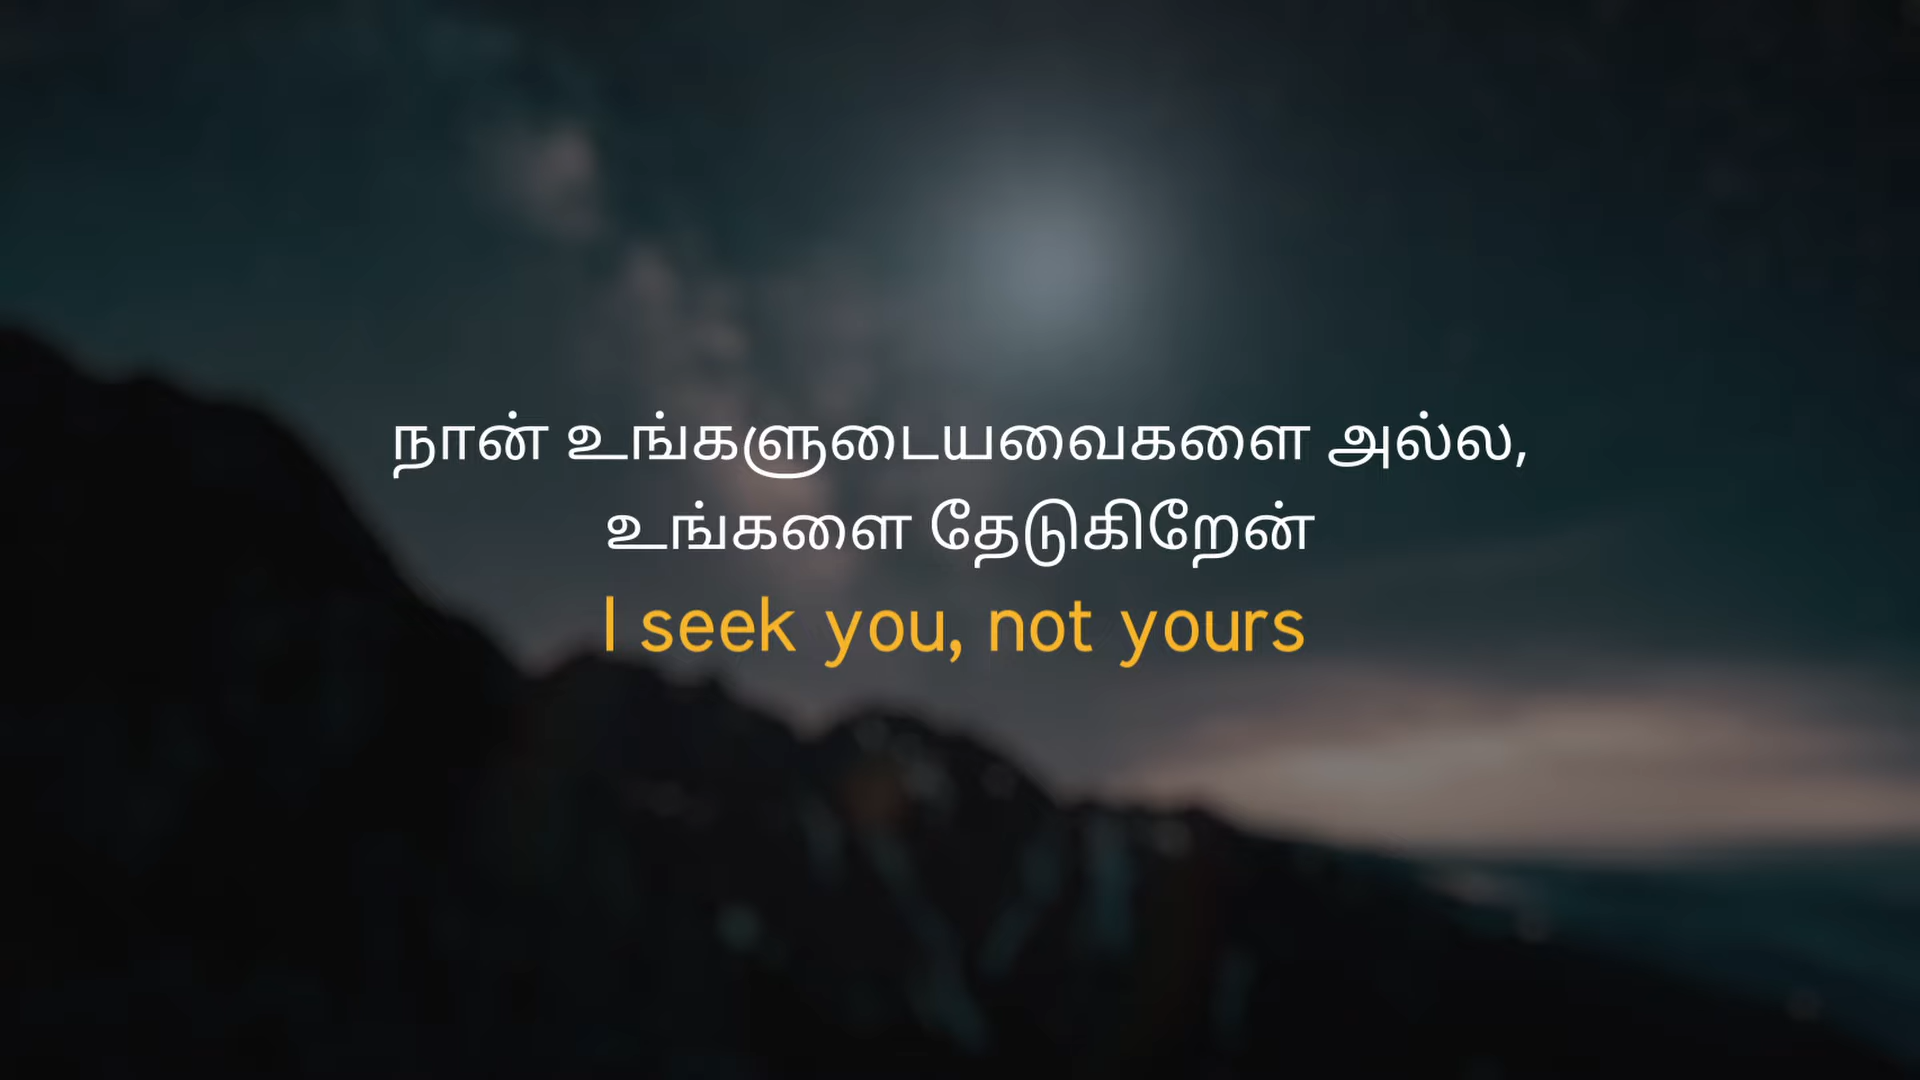 நான் உங்களுடையவைகளை அல்ல,
உங்களை தேடுகிறேன்
I seek you, not yours